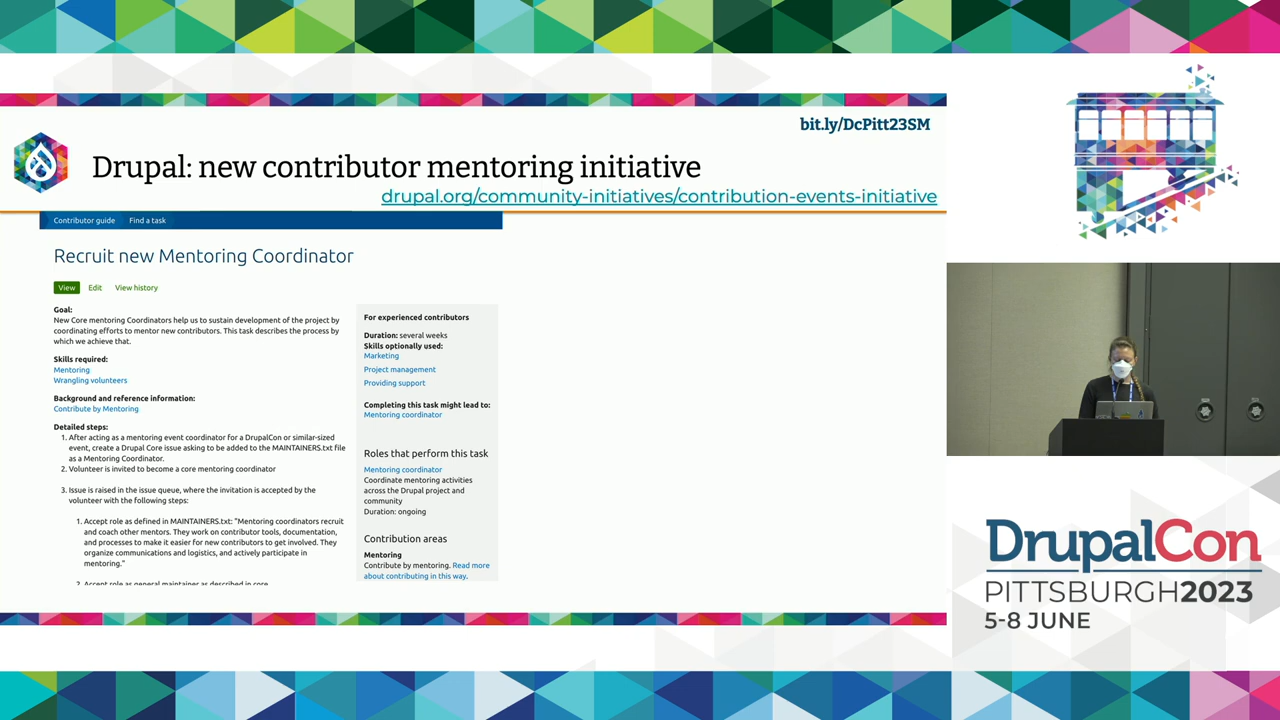 bit.ly/DcPitt23SM
Drupal: new contributor mentoring initiative
drupal.org/community-initiatives/contribution-events-initiative
Contributor guide
Find a task
Recruit new Mentoring Coordinator
View
Edit
View history
Goal:
New Core mentoring Coordinators help us to sustain development of the project by
coordinating efforts to mentor new contributors. This task describes the process by
which we achieve that.
Skills required:
Mentoring
Wrangling volunteers
Background and reference information:
Contribute by Mentoring
Detailed steps:
1. After acting as a mentoring event coordinator for a DrupalCon or similar-sized
event, create a Drupal Core issue asking to be added to the MAINTAINERS.txt file
as a Mentoring Coordinator.
2. Volunteer is invited to become a core mentoring coordinator
3. Issue is raised in the issue queue, where the invitation is accepted by the
volunteer with the following steps:
1. Accept role as defined in MAINTAINERS.txt: "Mentoring coordinators recruit
and coach other mentors. They work on contributor tools, documentation,
and processes to make it easier for new contributors to get involved. They
organize communications and logistics, and actively participate in
mentoring."
2. Accept role as general maintainer as described in core
For experienced contributors
Duration: several weeks
Skills optionally used:
Marketing
Project management
Providing support
Completing this task might lead to:
Mentoring coordinator
Roles that perform this task
Mentoring coordinator
Coordinate mentoring activities
across the Drupal project and
community
Duration: ongoing
Contribution areas
Mentoring
Contribute by mentoring. Read more
about contributing in this way.
DrupalCon
PITTSBURGH2023
5-8 JUNE